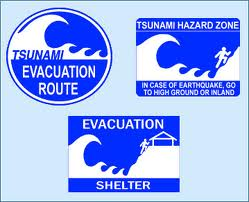 TSUNAMI
EVACUATION
ROUTE
TSUNAMI HAZARD ZONE
IN CASE OF EARTHQUAKE, GO
TO HIGH GROUND OR INLAND
EVACUATION
SHELTER